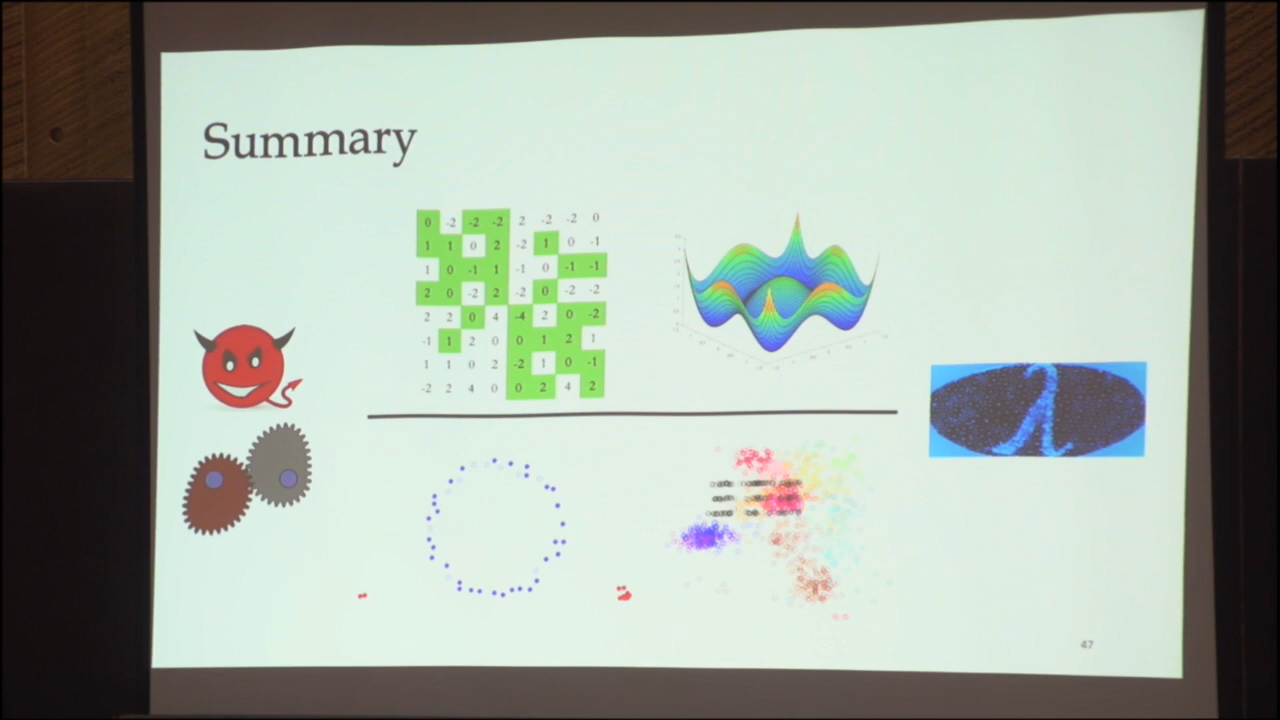 Summary
0 -2 -2 -2 2 -2 -2 0
1 1 0 2 -2 1 0 -1
1 0 -1 1 -1 0 -1 -1
2 0 -2 2 -2 0 -2 -2
2 2 0 4 -4 2 0 -2
-1 1 2 0 0 1 2 1
1 1 0 2 -2 1 0 -1
-2 2 4 0 0 2 4 2
λ
47